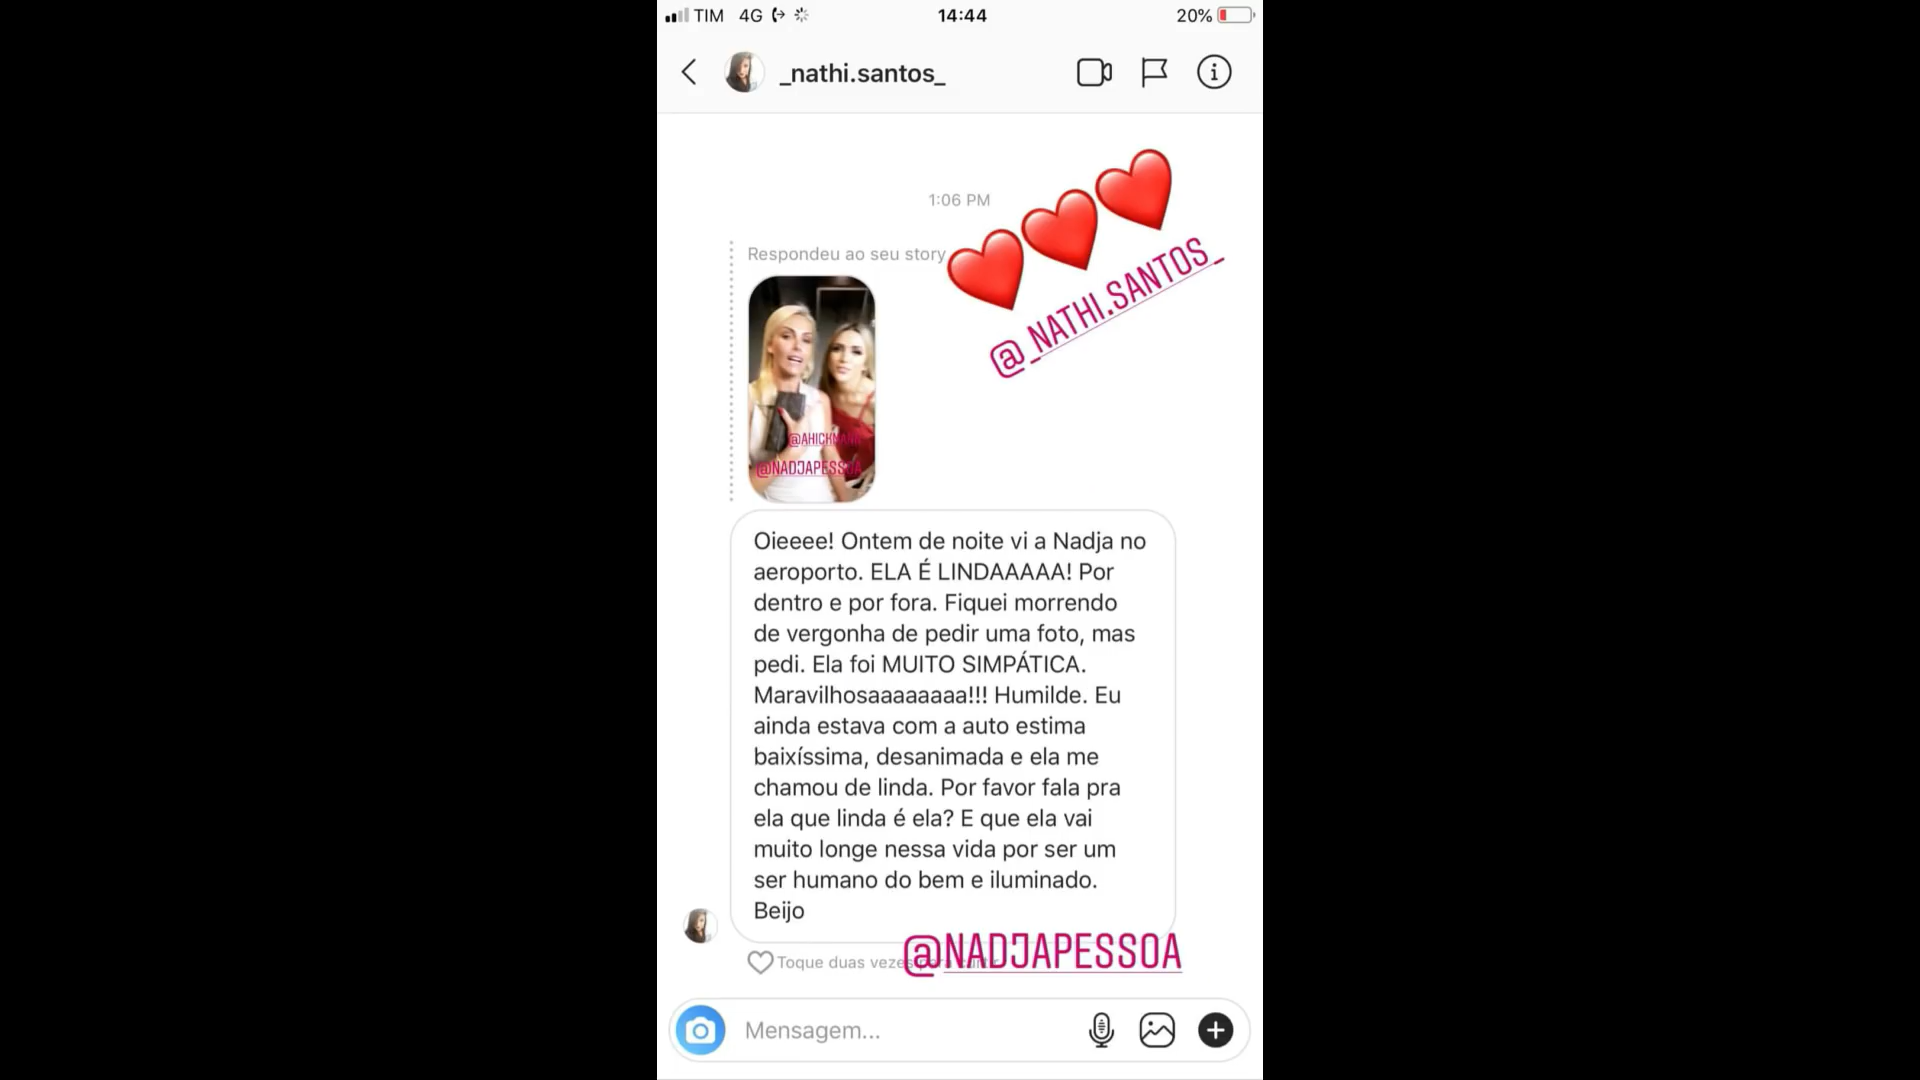 TIM 4G 14:44 20%
_nathi.santos_
1:06 PM
Respondeu ao seu story
@_NATHI.SANTOS_
@AHICKMANN
@NADJAPESSOA
Oieeee! Ontem de noite vi a Nadja no
aeroporto. ELA É LINDAAAAA! Por
dentro e por fora. Fiquei morrendo
de vergonha de pedir uma foto, mas
pedi. Ela foi MUITO SIMPÁTICA.
Maravilhosaaaaaaaa!!! Humilde. Eu
ainda estava com a auto estima
baixíssima, desanimada e ela me
chamou de linda. Por favor fala pra
ela que linda é ela? E que ela vai
muito longe nessa vida por ser um
ser humano do bem e iluminado.
Beijo
Toque duas vezes para curtir
@NADJAPESSOA
Mensagem...